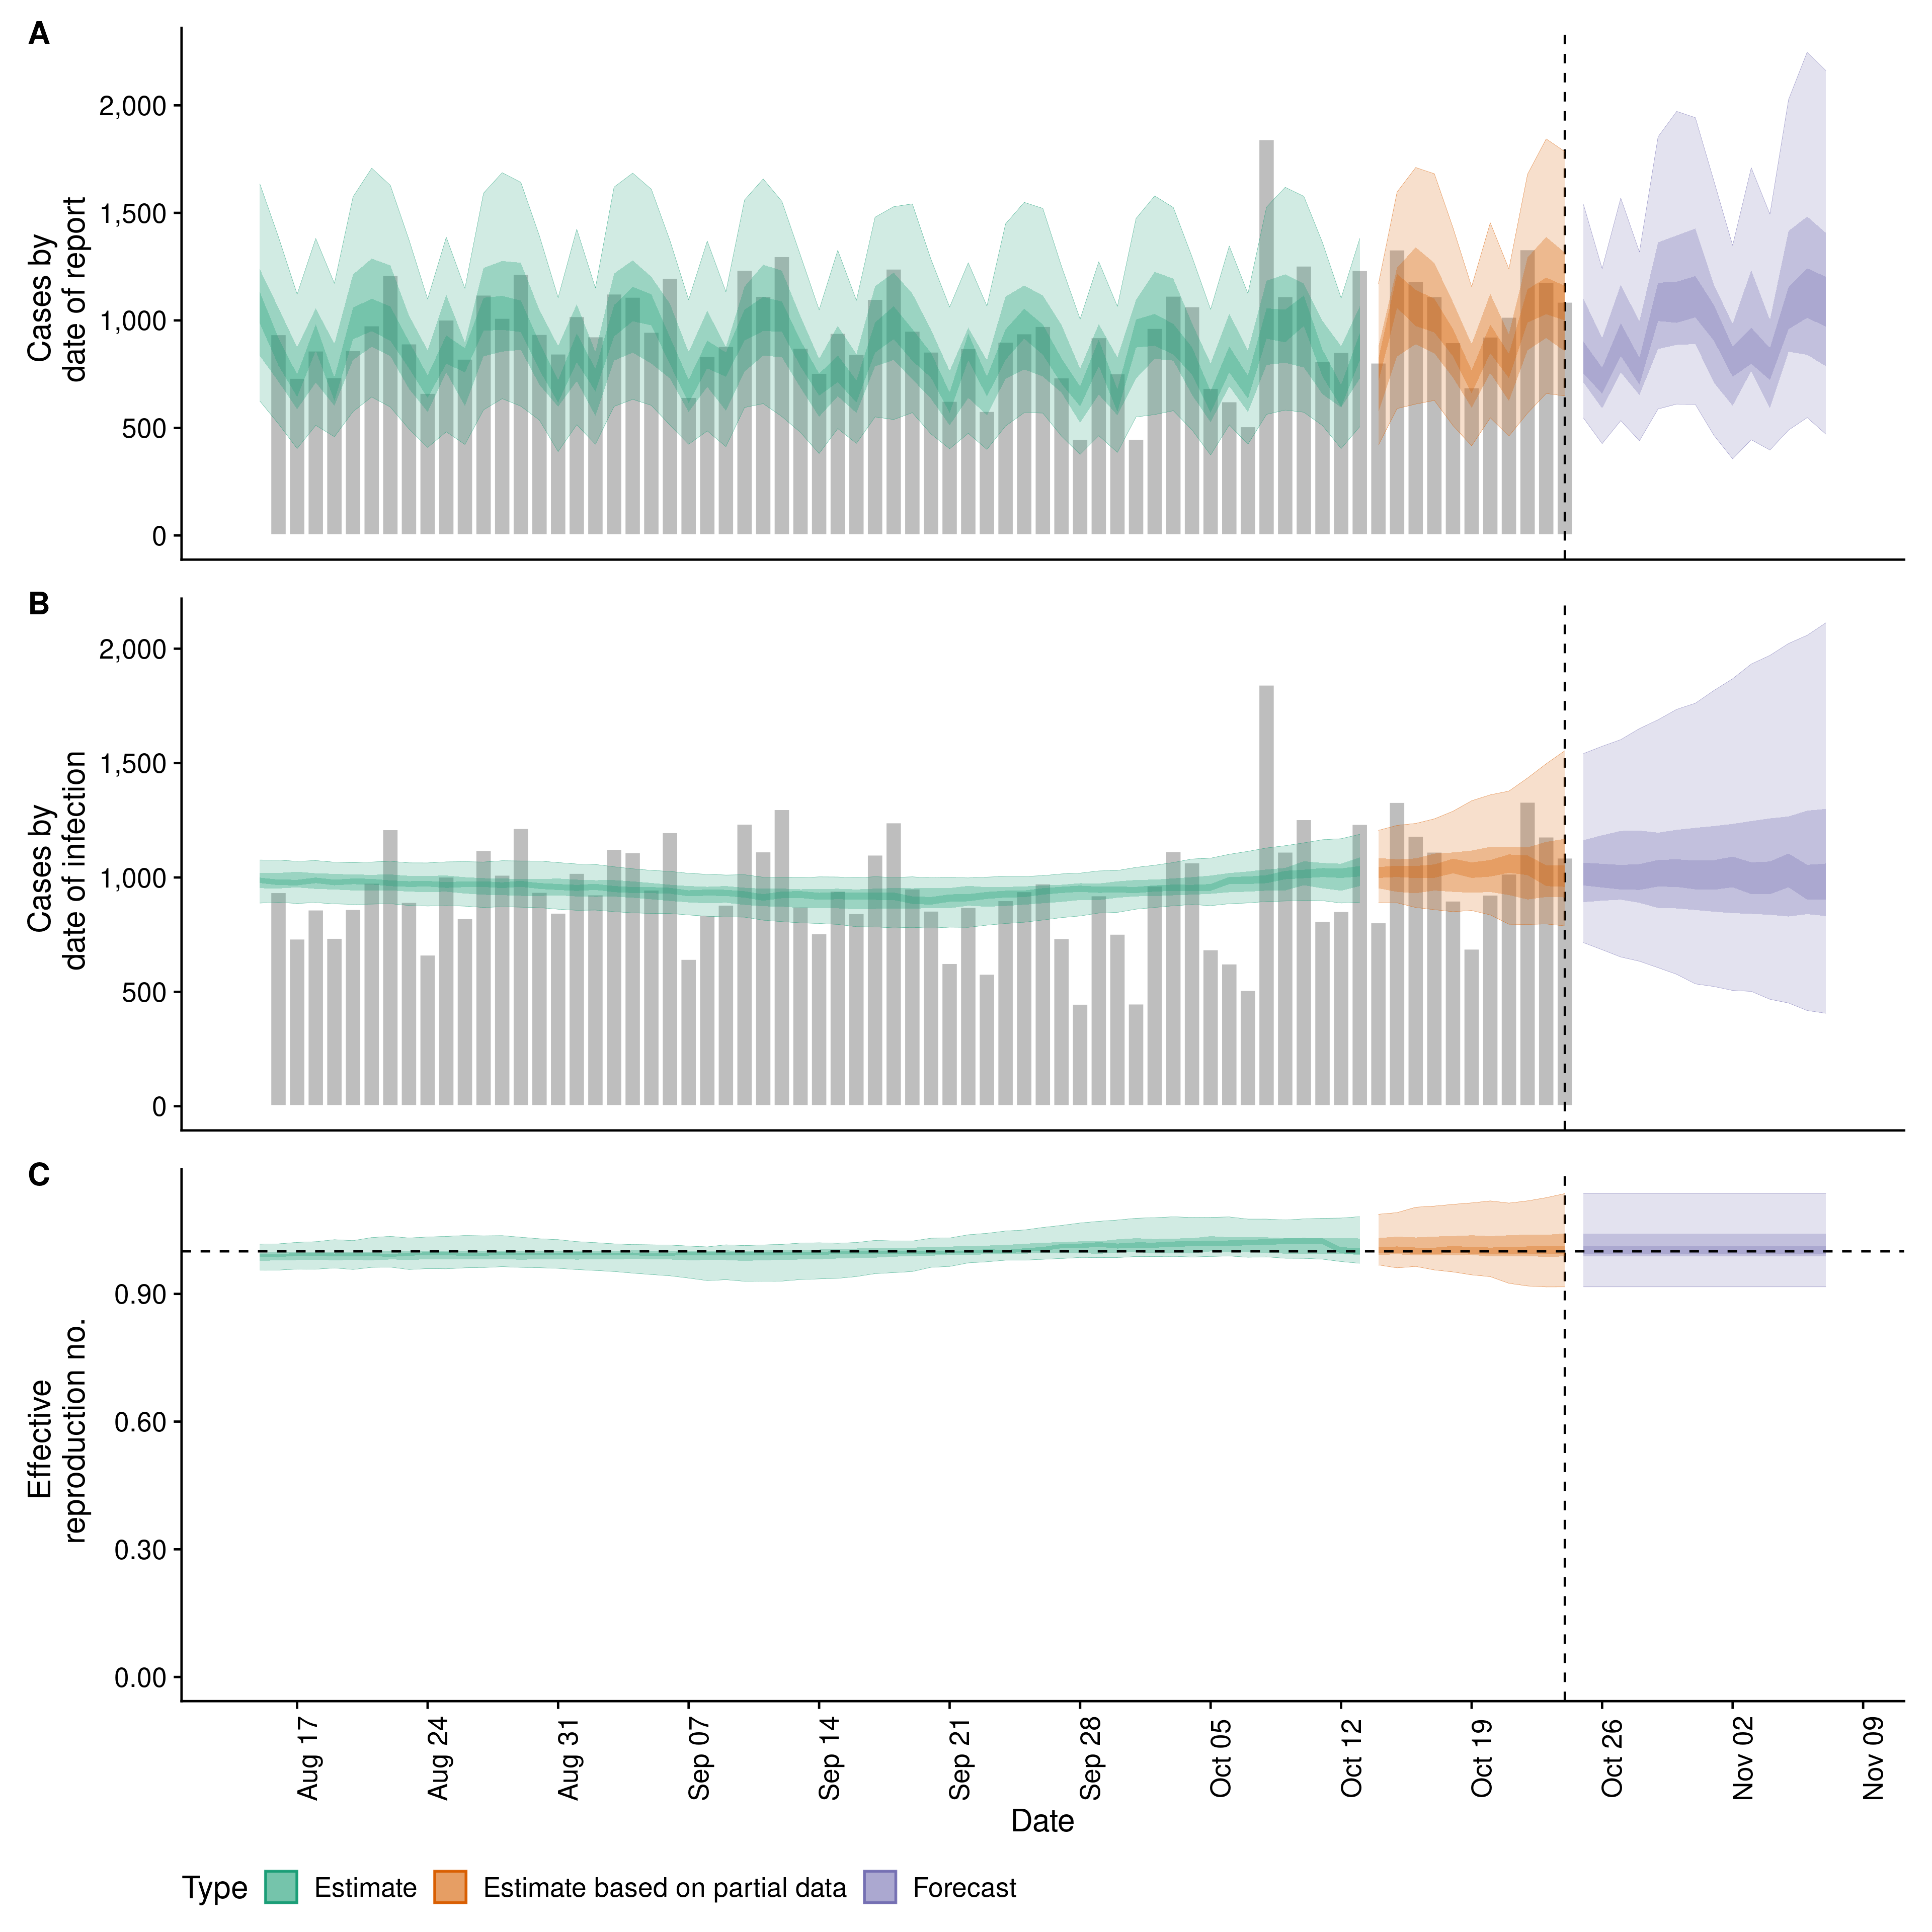 A
Cases by
date of report
2,000
1,500
1,000
500
0
B
Cases by
date of infection
2,000
1,500
1,000
500
0
C
Effective
reproduction no.
0.90
0.60
0.30
0.00
Aug 17
Aug 24
Aug 31
Sep 07
Sep 14
Sep 21
Sep 28
Oct 05
Oct 12
Oct 19
Oct 26
Nov 02
Nov 09
Date
Type Estimate Estimate based on partial data Forecast